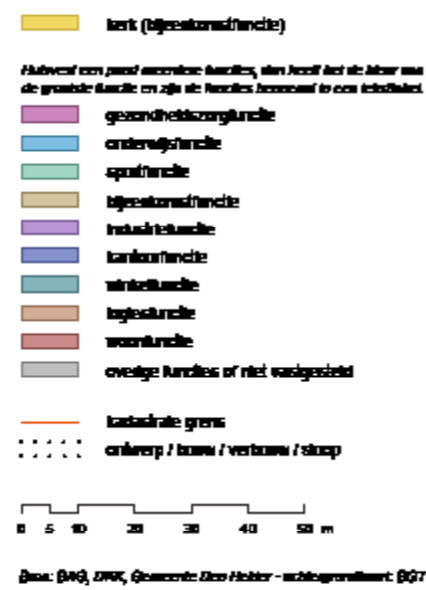 kerk (bijeenkomstfunctie)
Huisvest een pand meerdere functies, dan heeft het de kleur van
de grootste functie en zijn de functies benoemd in een tekstlabel.
gezondheidszorgfunctie
onderwijsfunctie
sportfunctie
bijeenkomstfunctie
industriefunctie
kantoorfunctie
winkelfunctie
logiesfunctie
woonfunctie
overige functies of niet vastgesteld
kadastrale grens
ontwerp / bouw / verbouw / sloop
0 5 10 20 30 40 50 m
Bron: BAG, DKK, Gemeente Den Helder - achtergrondkaart: BGT